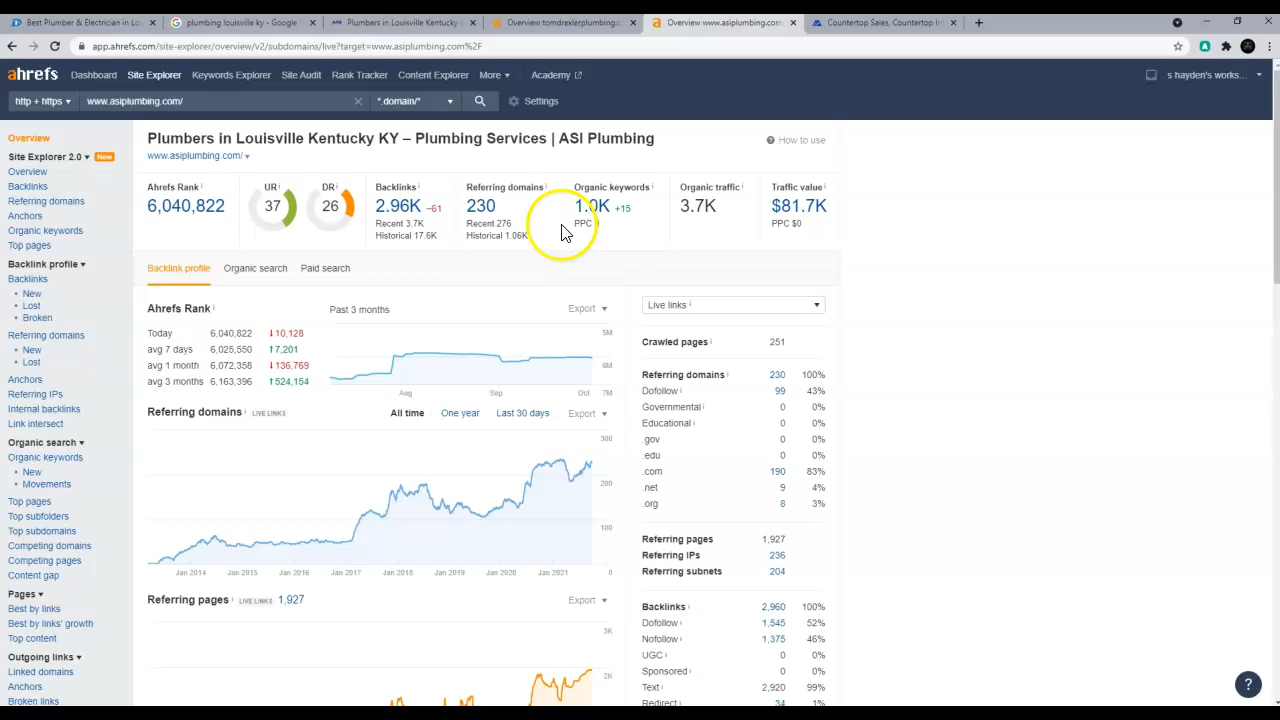 Best Plumber & Electrician in Lou
plumbing louisville ky - Google S
Plumbers in Louisville Kentucky K
Overview tomdrexlerplumbing.c
Overview www.asiplumbing.com/
Countertop Sales, Countertop Ins
app.ahrefs.com/site-explorer/overview/v2/subdomains/live?target=www.asiplumbing.com%2F
ahrefs Dashboard Site Explorer Keywords Explorer Site Audit Rank Tracker Content Explorer More Academy s hayden's works...
http + https www.asiplumbing.com/ *.domain/* Settings
Overview
Site Explorer 2.0 New
Overview
Backlinks
Referring domains
Anchors
Organic keywords
Top pages
Backlink profile
Backlinks
New
Lost
Broken
Referring domains
New
Lost
Anchors
Referring IPs
Internal backlinks
Link intersect
Organic search
Organic keywords
New
Movements
Top pages
Top subfolders
Top subdomains
Competing domains
Competing pages
Content gap
Pages
Best by links
Best by links' growth
Top content
Outgoing links
Linked domains
Anchors
Broken links
Plumbers in Louisville Kentucky KY – Plumbing Services | ASI Plumbing
How to use
www.asiplumbing.com/
Ahrefs Rank
6,040,822
UR
37
DR
26
Backlinks
2.96K –61
Recent 3.7K
Historical 17.6K
Referring domains
230
Recent 276
Historical 1.06K
Organic keywords
1.0K +15
PPC
Organic traffic
3.7K
Traffic value
$81.7K
PPC $0
Backlink profile Organic search Paid search
Ahrefs Rank
Past 3 months
Export
Today 6,040,822 ↓10,128
avg 7 days 6,025,550 ↑7,201
avg 1 month 6,072,358 ↓136,769
avg 3 months 6,163,396 ↑524,154
5M
6M
7M
Aug Sep Oct
Referring domains LIVE LINKS
All time One year Last 30 days Export
300
200
100
0
Jan 2014 Jan 2015 Jan 2016 Jan 2017 Jan 2018 Jan 2019 Jan 2020 Jan 2021
Referring pages LIVE LINKS 1,927
Export
3K
2K
Live links
Crawled pages 251
Referring domains 230 100%
Dofollow 99 43%
Governmental 0 0%
Educational 0 0%
.gov 0 0%
.edu 0 0%
.com 190 83%
.net 9 4%
.org 8 3%
Referring pages 1,927
Referring IPs 236
Referring subnets 204
Backlinks 2,960 100%
Dofollow 1,545 52%
Nofollow 1,375 46%
UGC 0 0%
Sponsored 0 0%
Text 2,920 99%
Redirect 34 1%
?